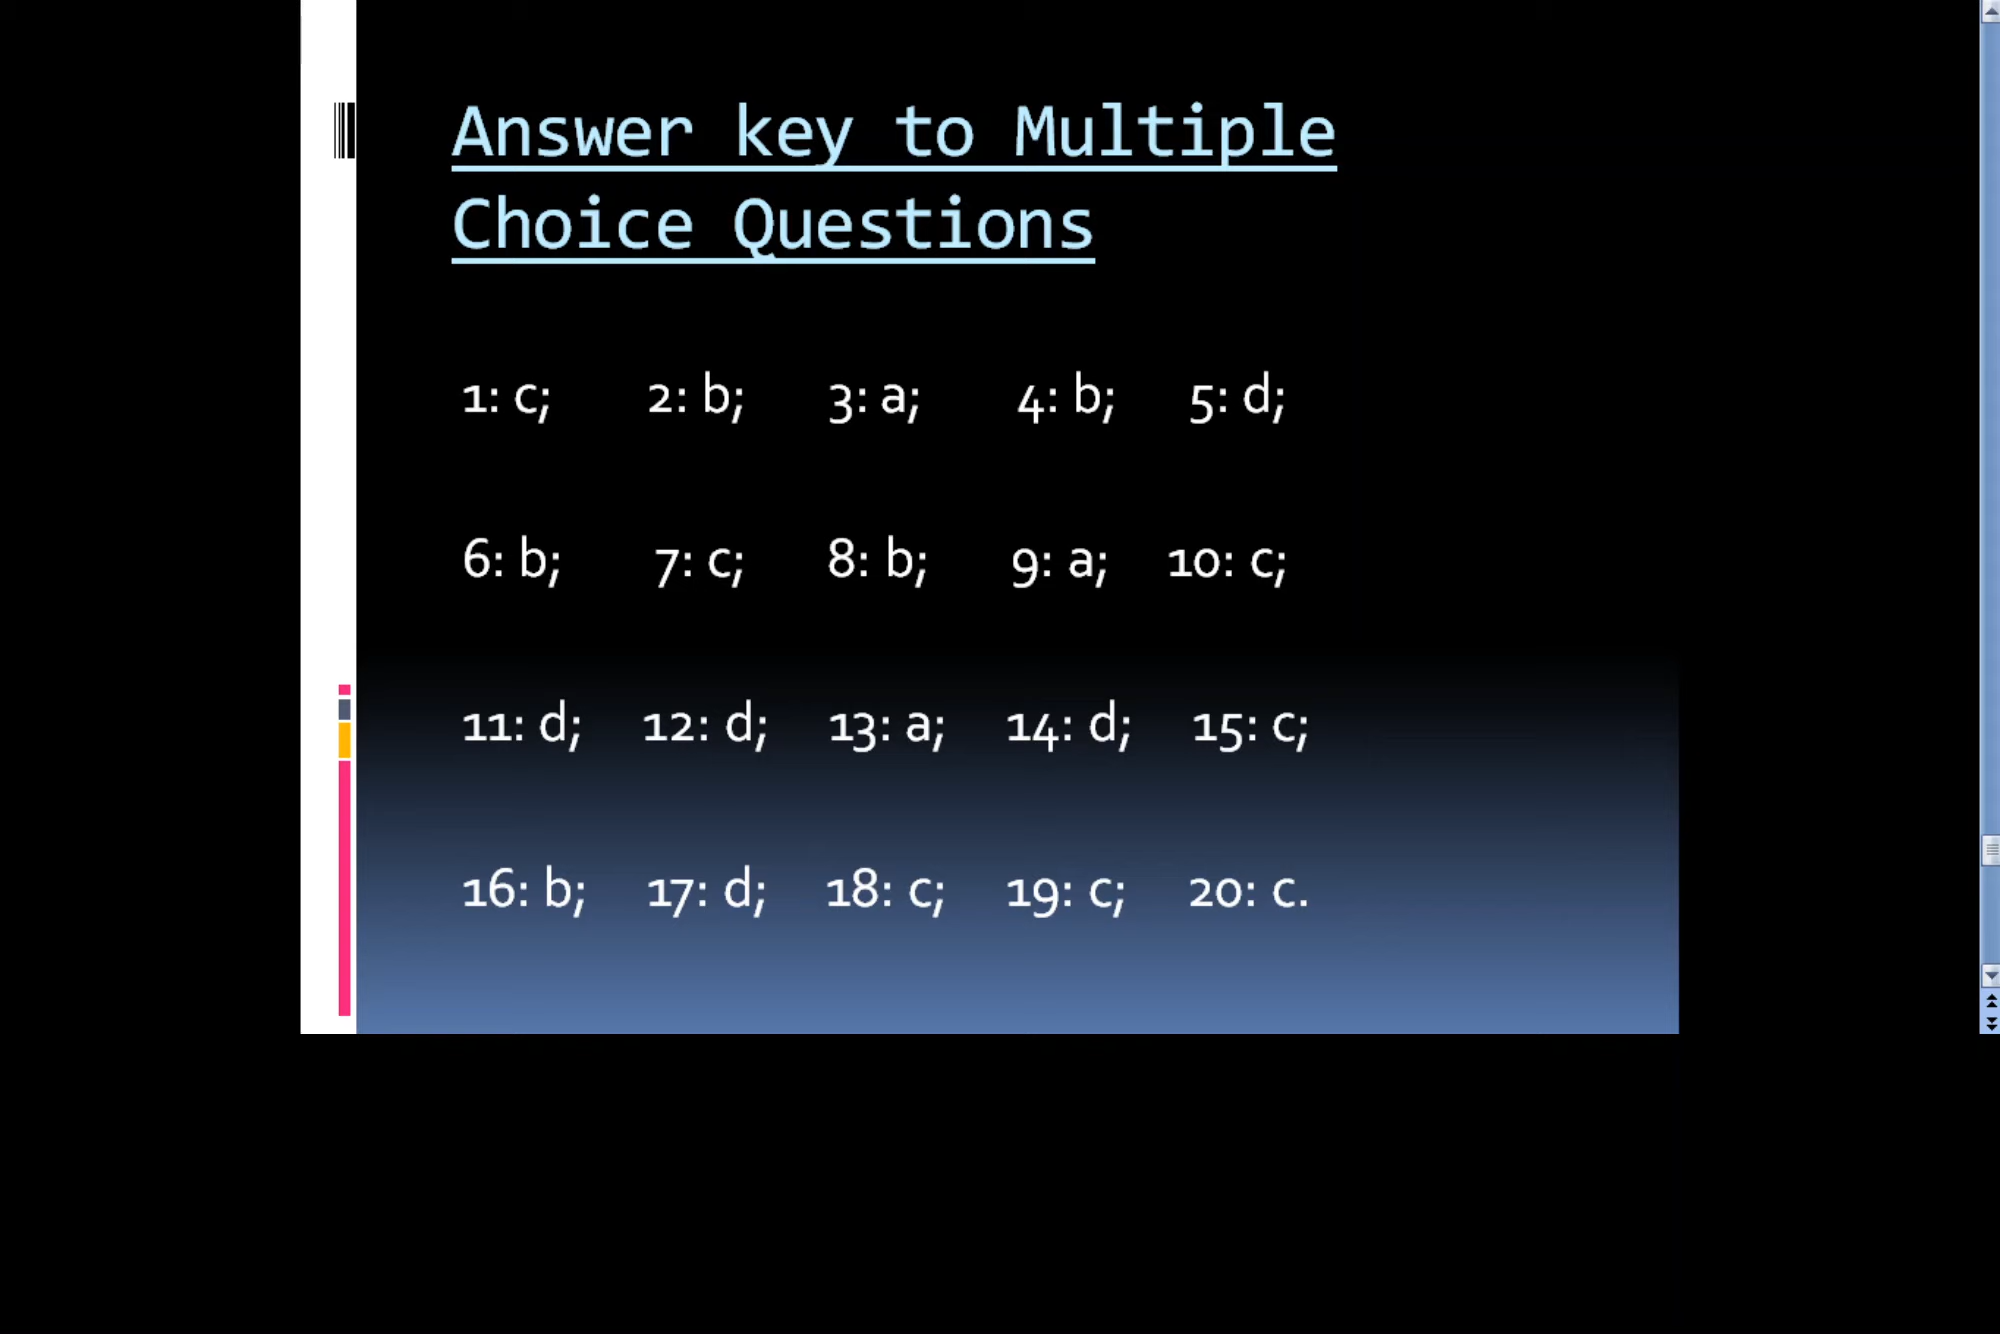 Answer key to Multiple
Choice Questions
1: c; 2: b; 3: a; 4: b; 5: d;
6: b; 7: c; 8: b; 9: a; 10: c;
11: d; 12: d; 13: a; 14: d; 15: c;
16: b; 17: d; 18: c; 19: c; 20: c.